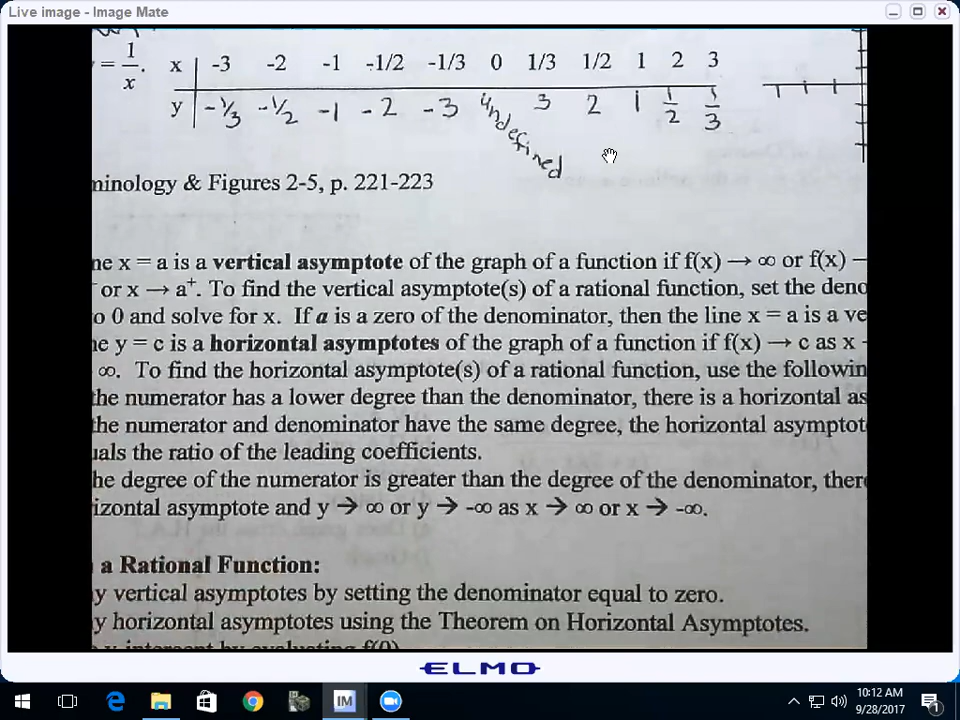 Live image - Image Mate
= 1/x. x -3 -2 -1 -1/2 -1/3 0 1/3 1/2 1 2 3
y -1/3 -1/2 -1 -2 -3 undefined 3 2 1 1/2 1/3
minology & Figures 2-5, p. 221-223
ne x = a is a vertical asymptote of the graph of a function if f(x) → ∞ or f(x) –
or x → a⁺. To find the vertical asymptote(s) of a rational function, set the deno
o 0 and solve for x. If a is a zero of the denominator, then the line x = a is a ve
ne y = c is a horizontal asymptotes of the graph of a function if f(x) → c as x -
∞. To find the horizontal asymptote(s) of a rational function, use the followin
the numerator has a lower degree than the denominator, there is a horizontal as
the numerator and denominator have the same degree, the horizontal asymptot
uals the ratio of the leading coefficients.
he degree of the numerator is greater than the degree of the denominator, there
izontal asymptote and y → ∞ or y → -∞ as x → ∞ or x → -∞.
a Rational Function:
y vertical asymptotes by setting the denominator equal to zero.
y horizontal asymptotes using the Theorem on Horizontal Asymptotes.
y-intercept by evaluating f(0)
ELMO
IM
10:12 AM
9/28/2017
1